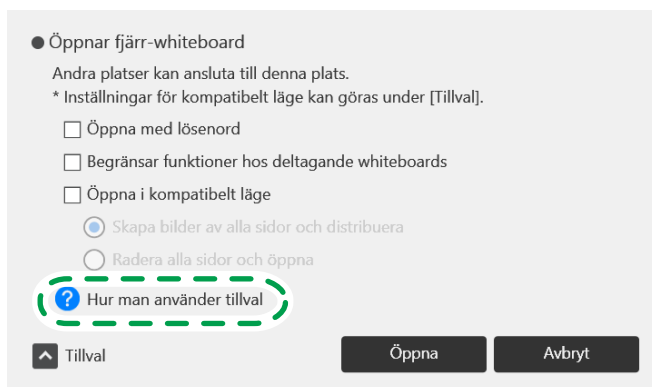 Öppnar fjärr-whiteboard
Andra platser kan ansluta till denna plats.
* Inställningar för kompatibelt läge kan göras under [Tillval].
Öppna med lösenord
Begränsar funktioner hos deltagande whiteboards
Öppna i kompatibelt läge
Skapa bilder av alla sidor och distribuera
Radera alla sidor och öppna
? Hur man använder tillval
Tillval
Öppna
Avbryt